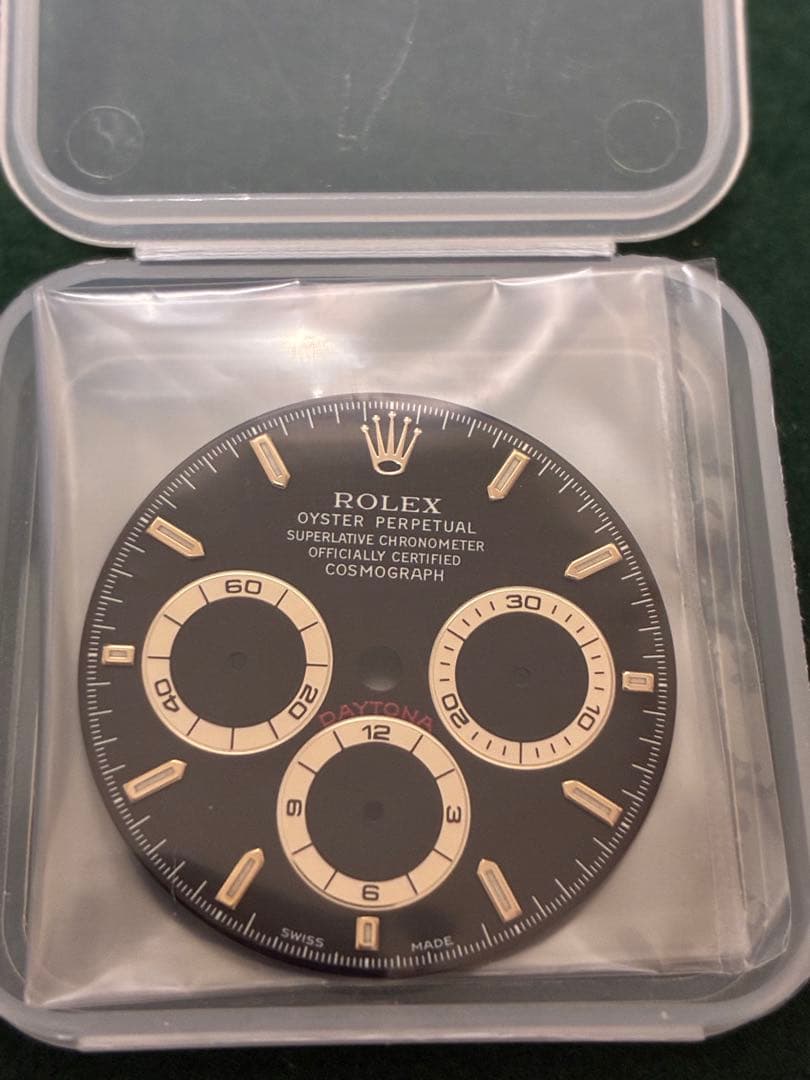 ROLEX
OYSTER PERPETUAL
SUPERLATIVE CHRONOMETER
OFFICIALLY CERTIFIED
COSMOGRAPH
60
20
40
30
10
20
DAYTONA
12
3
6
9
SWISS MADE